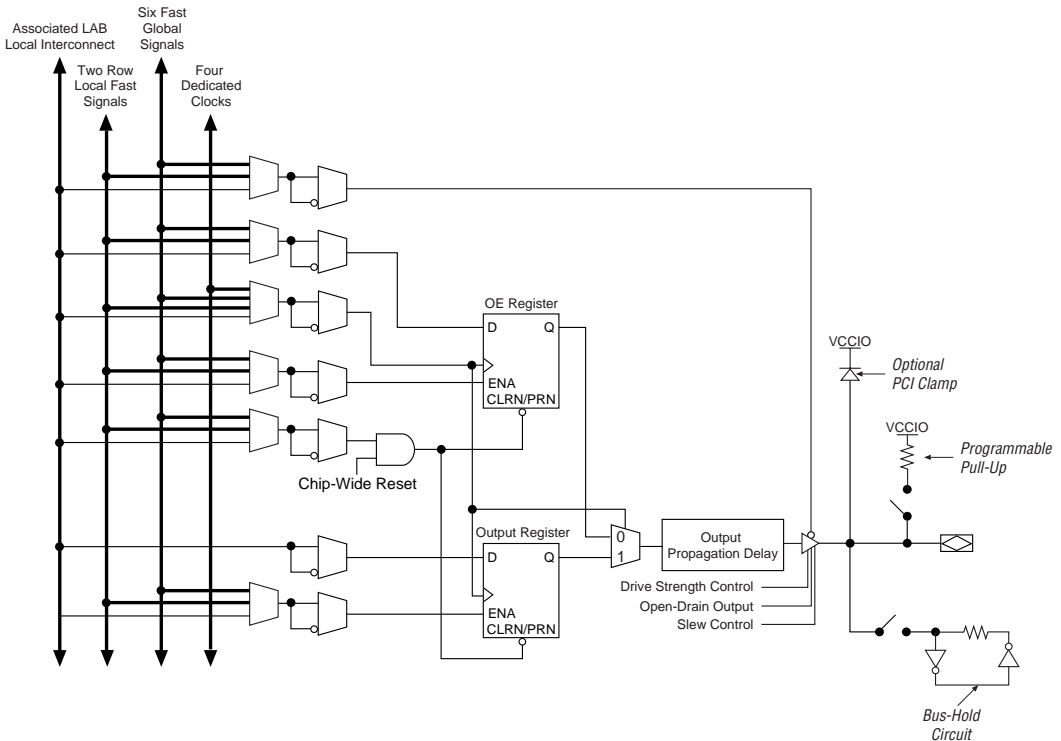 Six Fast
Global
Signals
Associated LAB
Local Interconnect
Two Row
Local Fast
Signals
Four
Dedicated
Clocks
OE Register
D
Q
ENA
CLRN/PRN
Chip-Wide Reset
Output Register
D
Q
ENA
CLRN/PRN
0
1
Output
Propagation Delay
Drive Strength Control
Open-Drain Output
Slew Control
VCCIO
Optional
PCI Clamp
VCCIO
Programmable
Pull-Up
Bus-Hold
Circuit